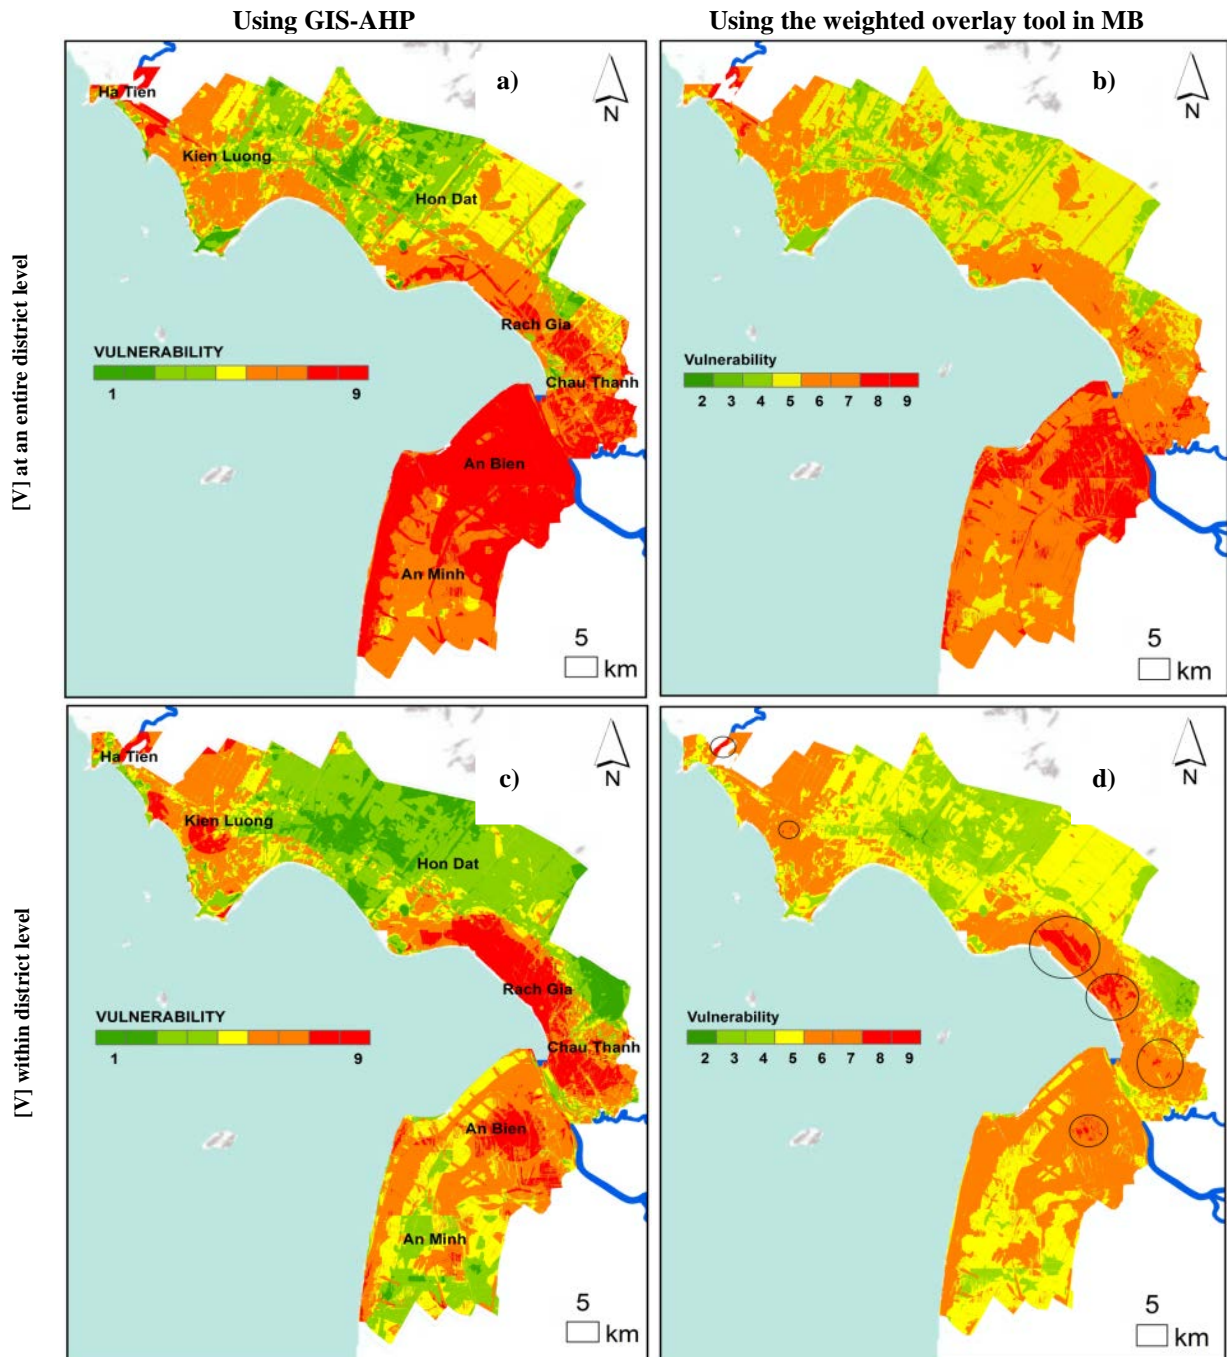 Using GIS-AHP
Using the weighted overlay tool in MB
[V] at an entire district level
a)
N
Ha Tien
Kien Luong
Hon Dat
Rach Gia
VULNERABILITY
1 9
Chau Thanh
An Bien
An Minh
5
km
b)
N
Vulnerability
2 3 4 5 6 7 8 9
5
km
[V] within district level
c)
N
Ha Tien
Kien Luong
Hon Dat
Rach Gia
VULNERABILITY
1 9
Chau Thanh
An Bien
An Minh
5
km
d)
N
Vulnerability
2 3 4 5 6 7 8 9
5
km